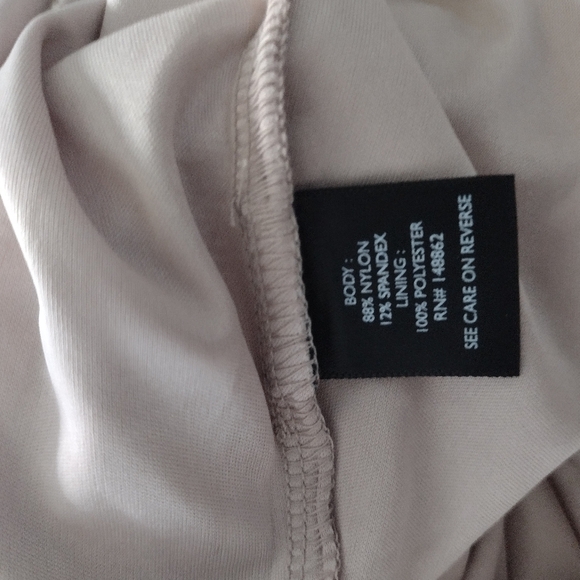 BODY :
88% NYLON
12% SPANDEX
LINING :
100% POLYESTER
RN# 148862
SEE CARE ON REVERSE